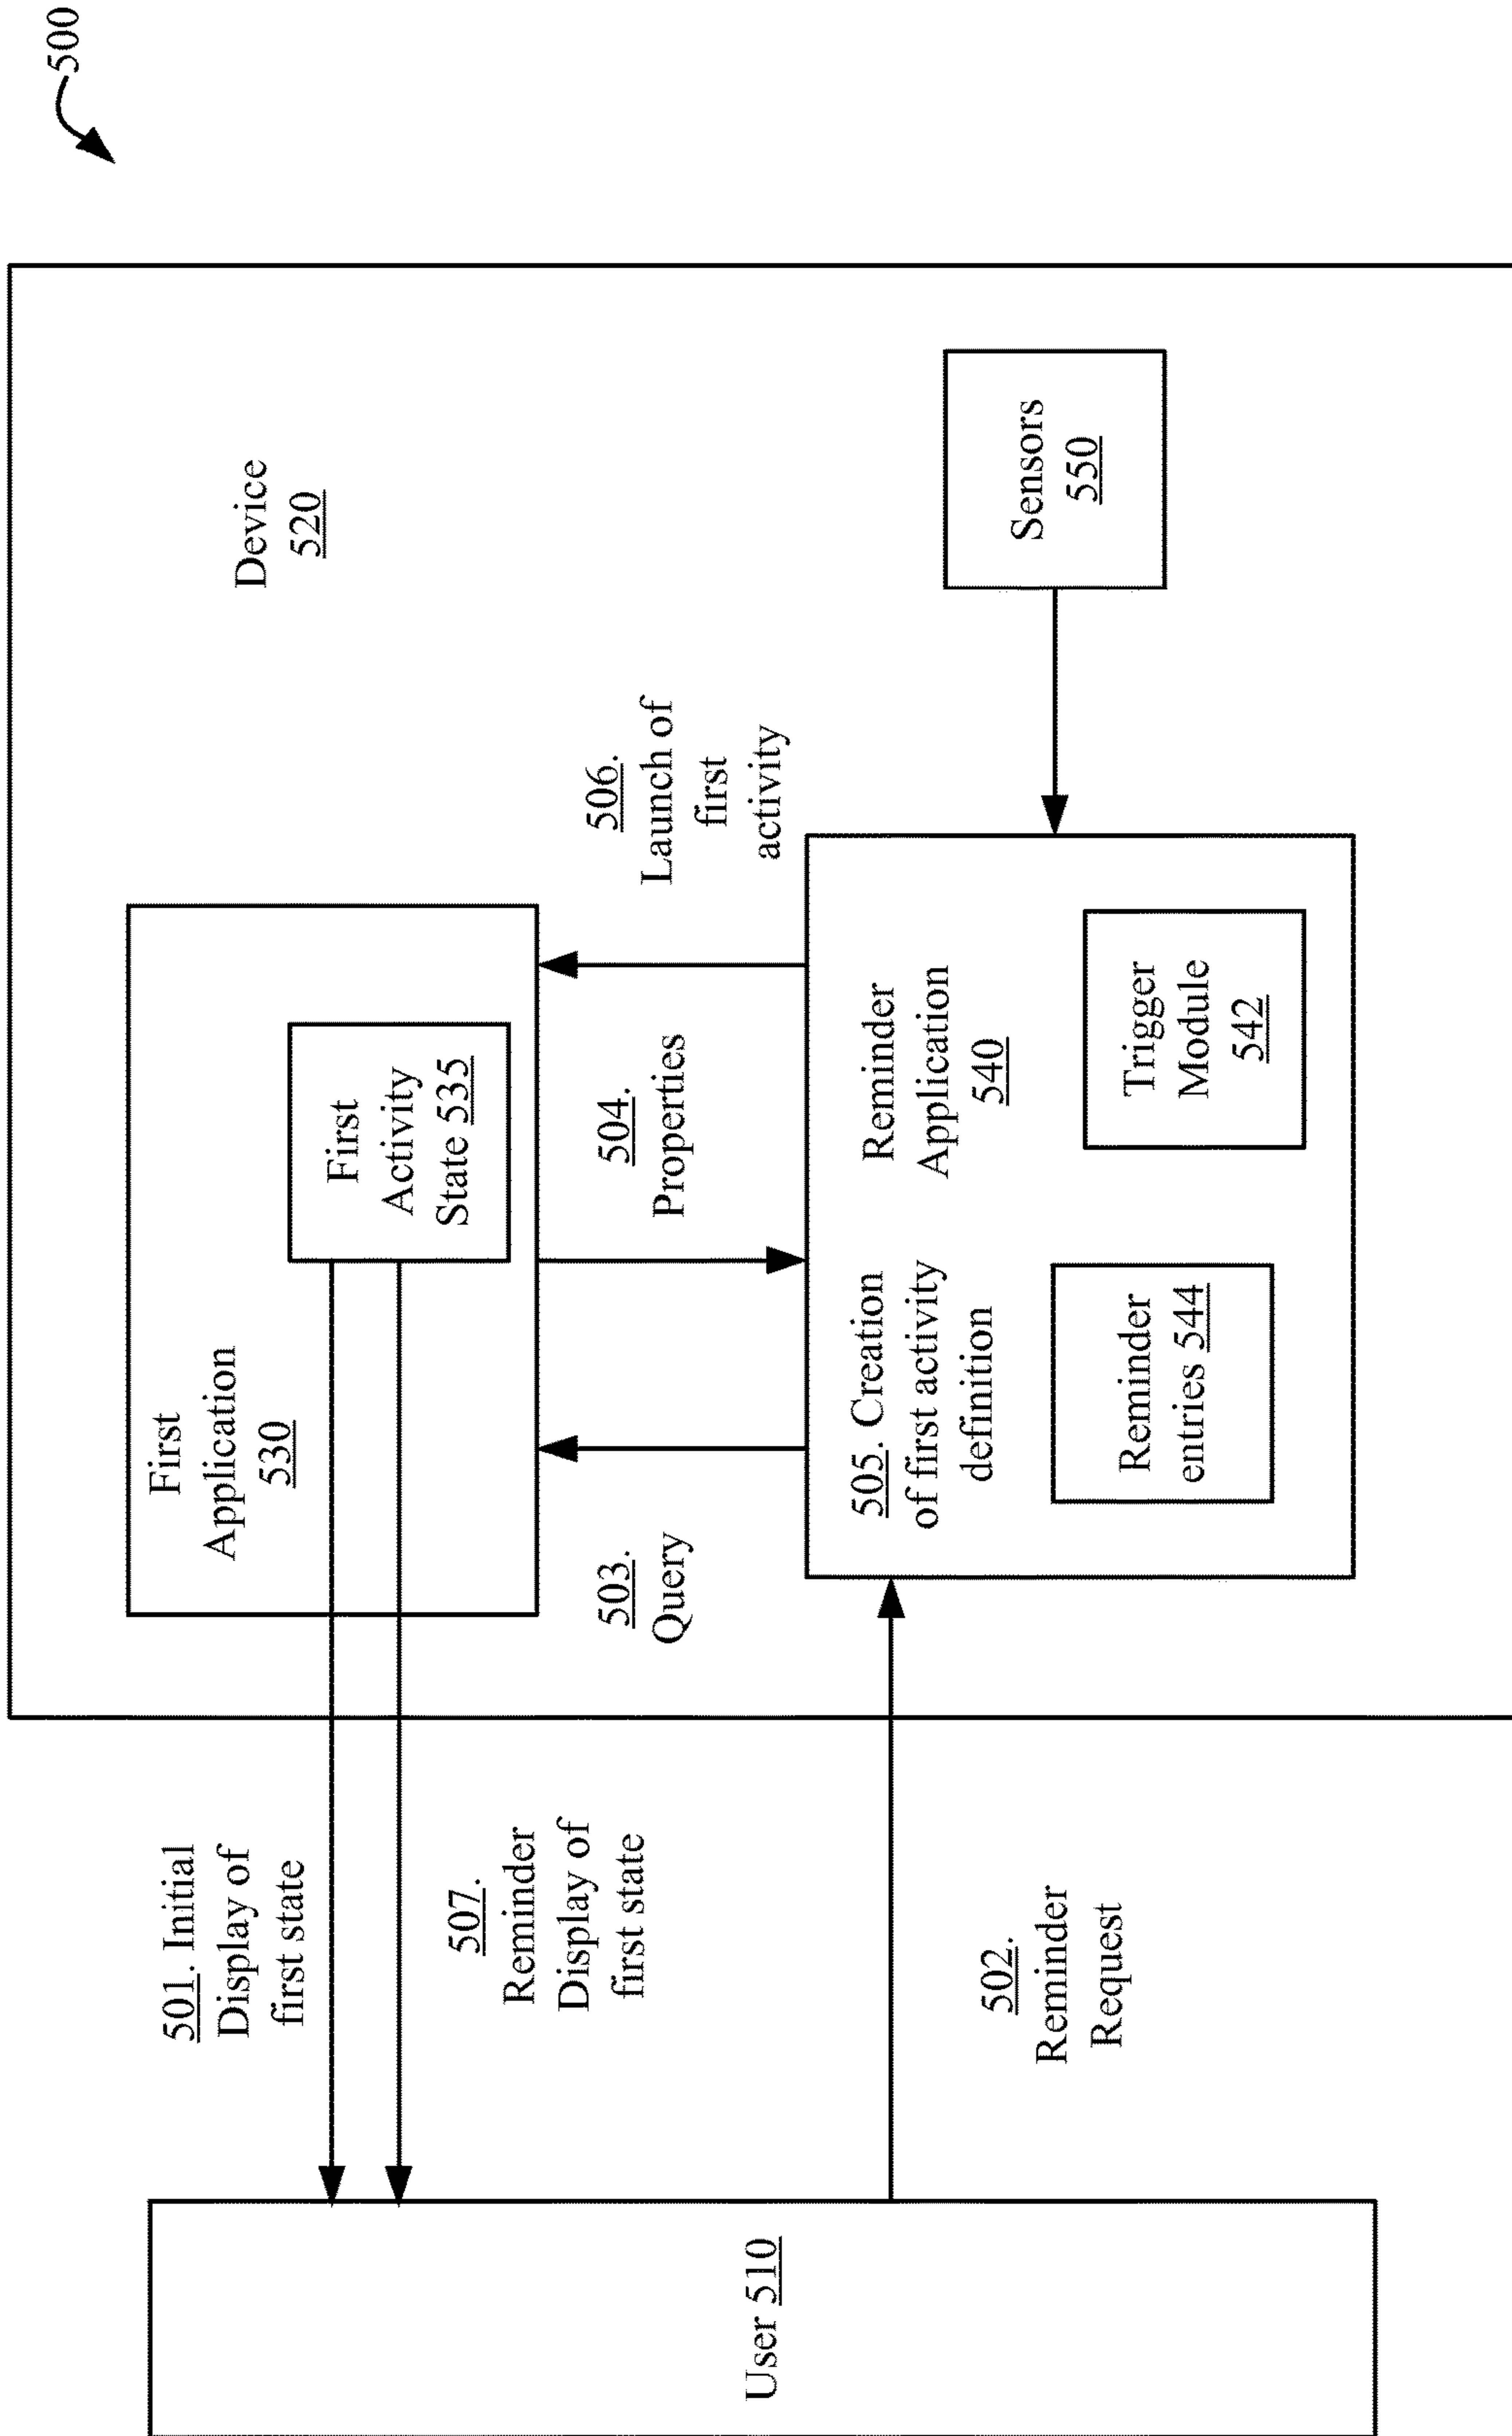 500
Device
520
First
Application
530
First
Activity
State 535
501. Initial
Display of
first state
507.
Reminder
Display of
first state
503.
Query
504.
Properties
506.
Launch of
first
activity
User 510
502.
Reminder
Request
505. Creation
of first activity
definition
Reminder
Application
540
Reminder
entries 544
Trigger
Module
542
Sensors
550